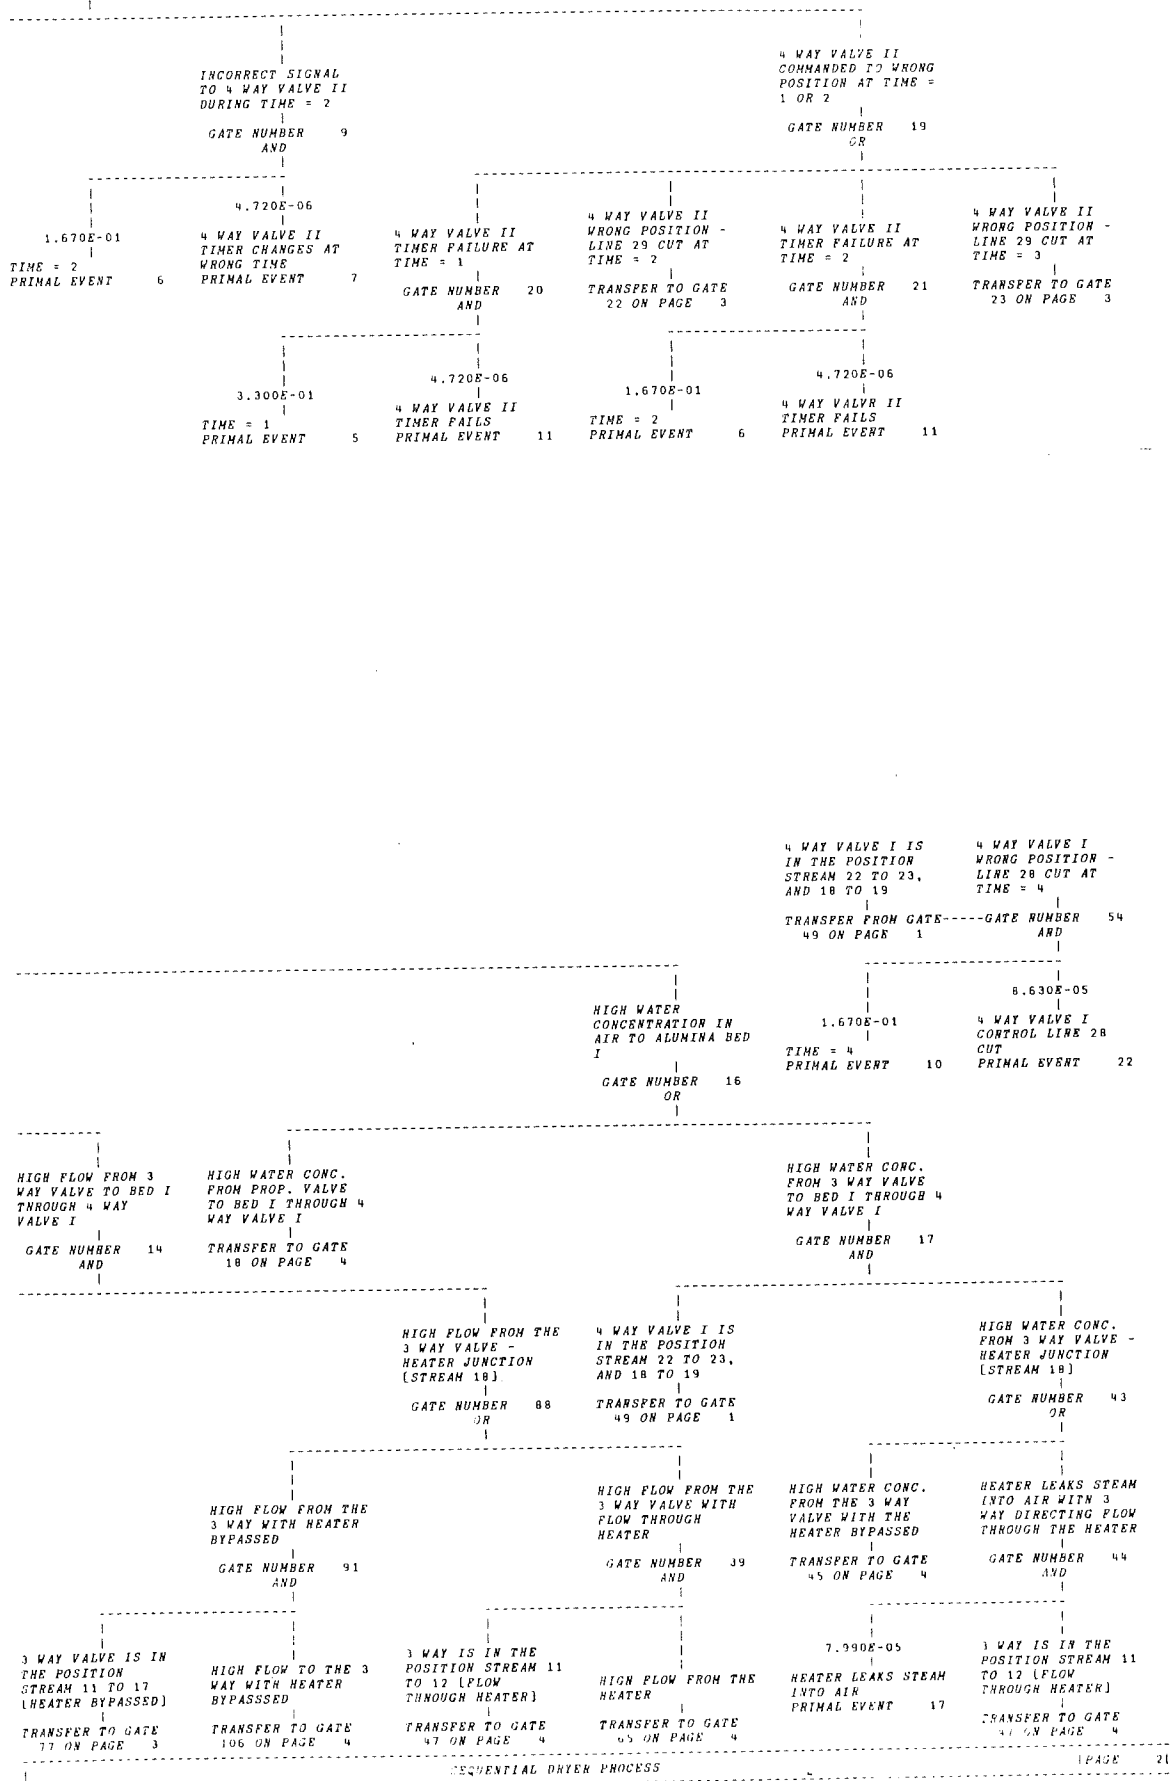 INCORRECT SIGNAL
TO 4 WAY VALVE II
DURING TIME = 2
GATE NUMBER 9
AND
4 WAY VALVE II
COMMANDED TO WRONG
POSITION AT TIME =
1 OR 2
GATE NUMBER 19
OR
1.670E-01
TIME = 2
PRIMAL EVENT 6
4.720E-06
4 WAY VALVE II
TIMER CHANGES AT
WRONG TIME
PRIMAL EVENT 7
4 WAY VALVE II
TIMER FAILURE AT
TIME = 1
GATE NUMBER 20
AND
4 WAY VALVE II
WRONG POSITION -
LINE 29 CUT AT
TIME = 2
TRANSFER TO GATE
22 ON PAGE 3
4 WAY VALVE II
TIMER FAILURE AT
TIME = 2
GATE NUMBER 21
AND
4 WAY VALVE II
WRONG POSITION -
LINE 29 CUT AT
TIME = 3
TRANSFER TO GATE
23 ON PAGE 3
3.300E-01
TIME = 1
PRIMAL EVENT 5
4.720E-06
4 WAY VALVE II
TIMER FAILS
PRIMAL EVENT 11
1.670E-01
TIME = 2
PRIMAL EVENT 6
4.720E-06
4 WAY VALVR II
TIMER FAILS
PRIMAL EVENT 11
4 WAY VALVE I IS
IN THE POSITION
STREAM 22 TO 23,
AND 18 TO 19
TRANSFER FROM GATE-----GATE NUMBER 54
49 ON PAGE 1
4 WAY VALVE I
WRONG POSITION -
LINE 28 CUT AT
TIME = 4
AND
1.670E-01
TIME = 4
PRIMAL EVENT 10
8.630E-05
4 WAY VALVE I
CONTROL LINE 28
CUT
PRIMAL EVENT 22
HIGH WATER
CONCENTRATION IN
AIR TO ALUMINA BED
I
GATE NUMBER 16
OR
HIGH FLOW FROM 3
WAY VALVE TO BED I
THROUGH 4 WAY
VALVE I
GATE NUMBER 14
AND
HIGH WATER CONC.
FROM PROP. VALVE
TO BED I THROUGH 4
WAY VALVE I
TRANSFER TO GATE
18 ON PAGE 4
HIGH WATER CONC.
FROM 3 WAY VALVE
TO BED I THROUGH 4
WAY VALVE I
GATE NUMBER 17
AND
HIGH FLOW FROM THE
3 WAY VALVE -
HEATER JUNCTION
[STREAM 18]
GATE NUMBER 88
OR
4 WAY VALVE I IS
IN THE POSITION
STREAM 22 TO 23,
AND 18 TO 19
TRANSFER TO GATE
49 ON PAGE 1
HIGH WATER CONC.
FROM 3 WAY VALVE -
HEATER JUNCTION
[STREAM 18]
GATE NUMBER 43
OR
HIGH FLOW FROM THE
3 WAY WITH HEATER
BYPASSED
GATE NUMBER 91
AND
HIGH FLOW FROM THE
3 WAY VALVE WITH
FLOW THROUGH
HEATER
GATE NUMBER 39
AND
HIGH WATER CONC.
FROM THE 3 WAY
VALVE WITH THE
HEATER BYPASSED
TRANSFER TO GATE
45 ON PAGE 4
HEATER LEAKS STEAM
INTO AIR WITH 3
WAY DIRECTING FLOW
THROUGH THE HEATER
GATE NUMBER 44
AND
3 WAY VALVE IS IN
THE POSITION
STREAM 11 TO 17
[HEATER BYPASSED]
TRANSFER TO GATE
77 ON PAGE 3
HIGH FLOW TO THE 3
WAY WITH HEATER
BYPASSSED
TRANSFER TO GATE
106 ON PAGE 4
3 WAY IS IN THE
POSITION STREAM 11
TO 12 [FLOW
THNOUGH HEATER]
TRANSFER TO GATE
47 ON PAGE 4
HIGH FLOW FROM THE
HEATER
TRANSFER TO GATE
65 ON PAGE 4
7.990E-05
HEATER LEAKS STEAM
INTO AIR
PRIMAL EVENT 17
3 WAY IS IN THE
POSITION STREAM 11
TO 12 [FLOW
THROUGH HEATER]
TRANSFER TO GATE
ON PAGE 4
SEQUENTIAL DRYER PROCESS
[PAGE 2]